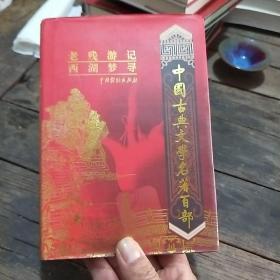 老残游记
西湖梦寻
中国戏剧出版社
中國古典文學名著百部